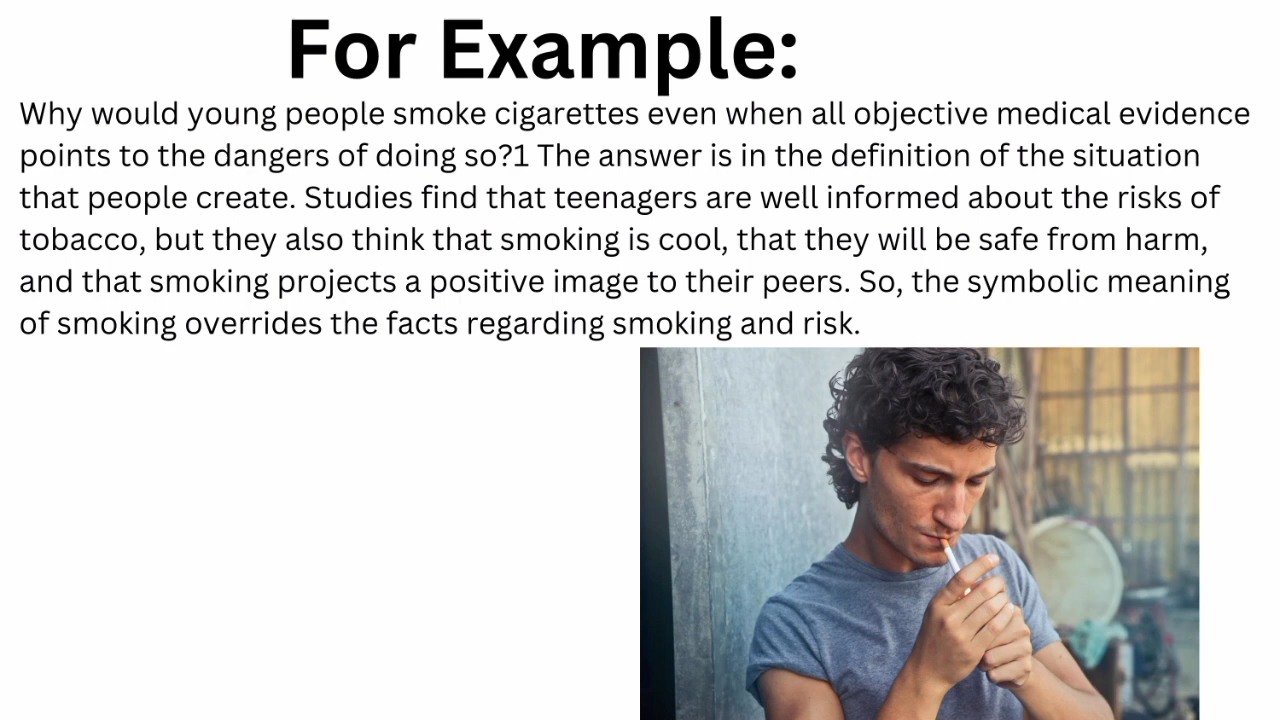 For Example:
Why would young people smoke cigarettes even when all objective medical evidence
points to the dangers of doing so?1 The answer is in the definition of the situation
that people create. Studies find that teenagers are well informed about the risks of
tobacco, but they also think that smoking is cool, that they will be safe from harm,
and that smoking projects a positive image to their peers. So, the symbolic meaning
of smoking overrides the facts regarding smoking and risk.